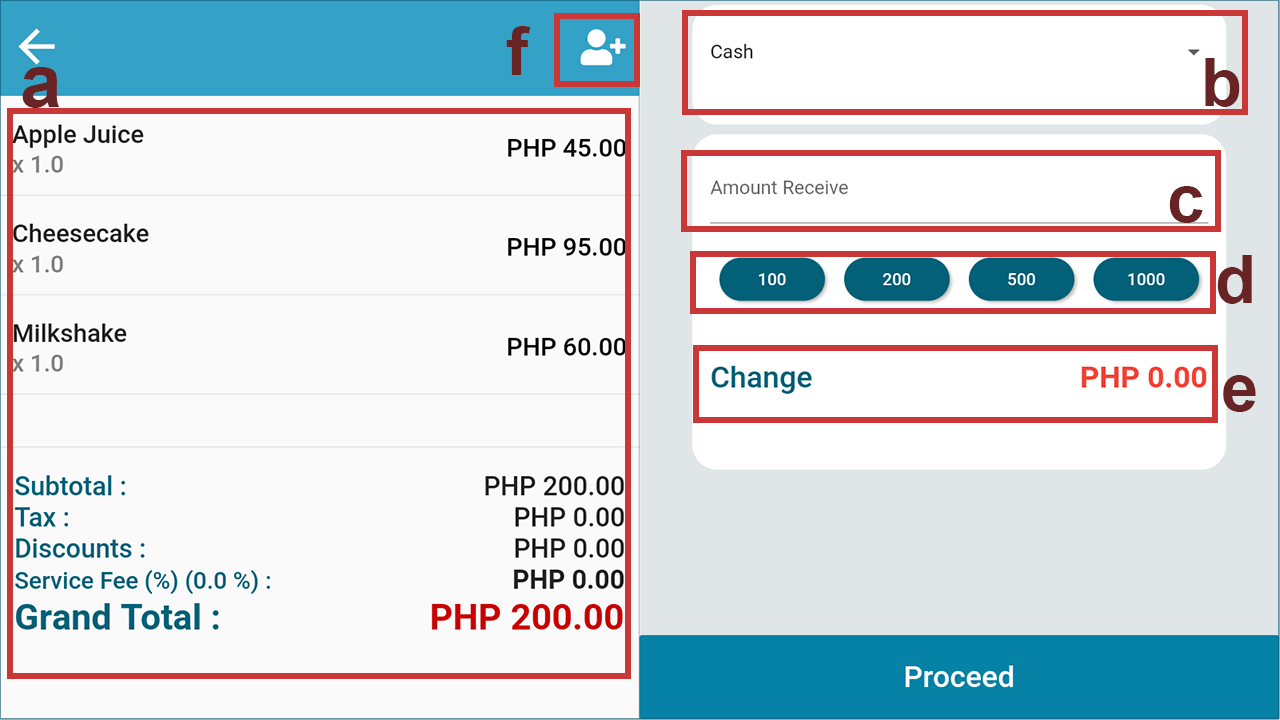 f
a
Apple Juice PHP 45.00
x 1.0
Cheesecake PHP 95.00
x 1.0
Milkshake PHP 60.00
x 1.0
Subtotal : PHP 200.00
Tax : PHP 0.00
Discounts : PHP 0.00
Service Fee (%) (0.0 %) : PHP 0.00
Grand Total : PHP 200.00
Cash
b
Amount Receive
c
100 200 500 1000
d
Change PHP 0.00
e
Proceed